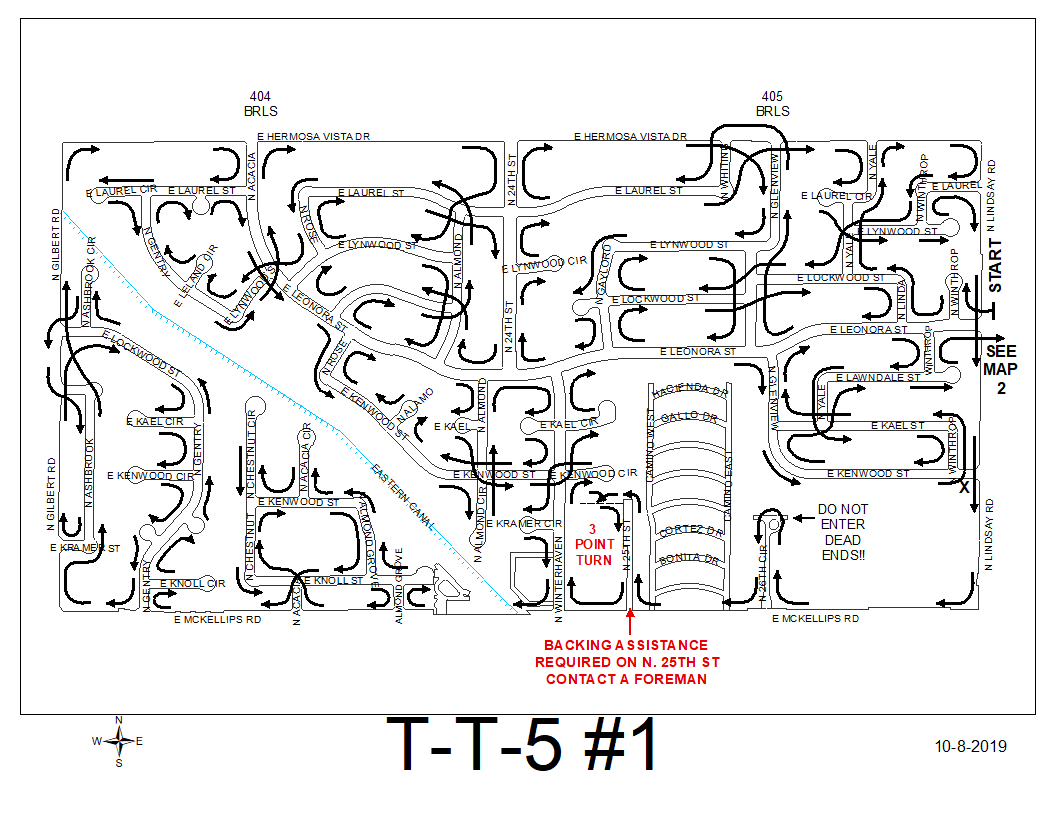 404
BRLS
405
BRLS
E HERMOSA VISTA DR
E HERMOSA VISTA DR
N ACACIA
N 24TH ST
N WHITING
N GLENVIEW
N YALE
N WINTHROP
N LINDSAY RD
E LAUREL CIR
E LAUREL ST
E LAUREL ST
E LAUREL ST
E LAUREL CIR
E LAUREL
N GILBERT RD
N ROSE
N GENTRY
E LYNWOOD ST
N ALMOND
E LYNWOOD ST
N YALE
E LYNWOOD ST
N ASHBROOK CIR
E LELAND CIR
E LYNWOOD ST
E LYNWOOD CIR
N GAYLORD
E LOCKWOOD ST
N WINTHROP
START
E LEONORA ST
N 24TH ST
E LOCKWOOD ST
N LINDA
E LOCKWOOD ST
N ROSE
E LEONORA ST
E LEONORA ST
WINTHROP
SEE
MAP
2
E KENWOOD ST
N ALAMO
N ALMOND
HACIENDA DR
N GLENVIEW
E LAWNDALE ST
N YALE
E KAEL CIR
E KAEL
E KAEL CIR
GALLO DR
E KAEL ST
N GENTRY
N CHESTNUT CIR
N ACACIA CIR
CAMINO WEST
CAMINO EAST
N WINTHROP
N GILBERT RD
N ASHBROOK
E KENWOOD CIR
EASTERN CANAL
E KENWOOD ST
E KENWOOD CIR
E KENWOOD ST
X
E KENWOOD ST
N ALMOND CIR
E KRAMER CIR
3
POINT
TURN
N 25TH ST
CORTEZ DR
DO NOT
ENTER
DEAD
ENDS!!
N LINDSAY RD
E KRAMER ST
N CHESTNUT
ALMOND GROVE
ALMOND GROVE
N WINTERHAVEN
BONITA DR
N 26TH CIR
N GENTRY
E KNOLL CIR
E KNOLL ST
N ACACIA
E MCKELLIPS RD
E MCKELLIPS RD
BACKING ASSISTANCE
REQUIRED ON N. 25TH ST
CONTACT A FOREMAN
N
W E
S
T-T-5 #1
10-8-2019